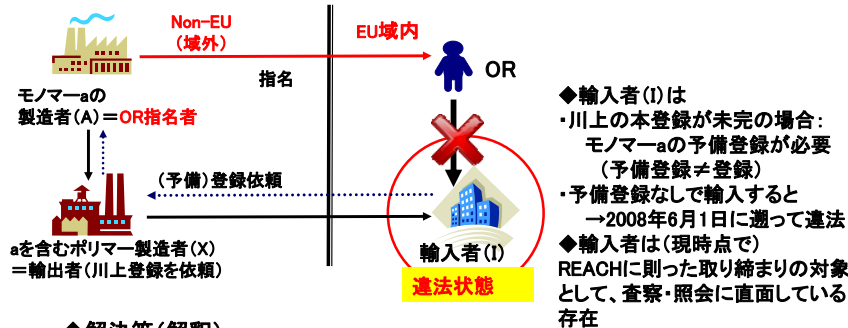 Non-EU
（域外）
EU域内
指名
OR
モノマーaの
製造者（A）＝OR指名者
（予備）登録依頼
aを含むポリマー製造者（X）
＝輸出者（川上登録を依頼）
輸入者（I）
違法状態
◆輸入者（I）は
・川上の本登録が未完の場合：
モノマーaの予備登録が必要
（予備登録≠登録）
・予備登録なしで輸入すると
→2008年6月1日に遡って違法
◆輸入者は（現時点で）
REACHに則った取り締まりの対象
として、査察・照会に直面している
存在